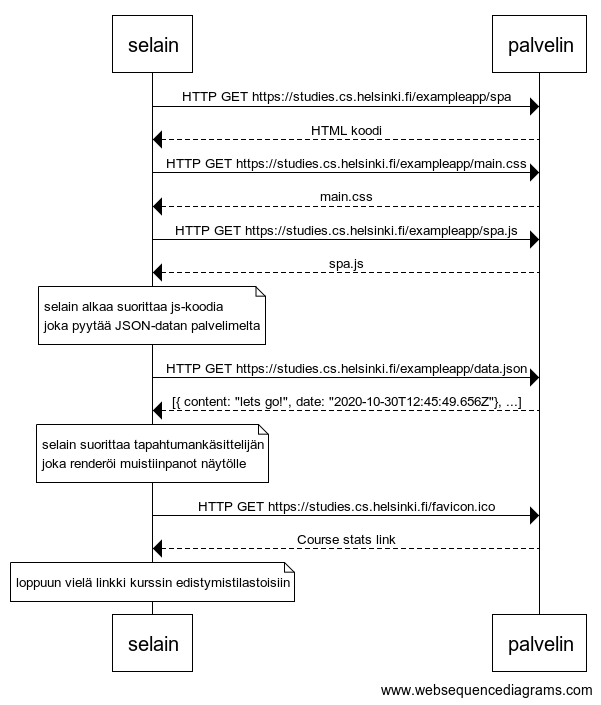 selain
palvelin
HTTP GET https://studies.cs.helsinki.fi/exampleapp/spa
HTML koodi
HTTP GET https://studies.cs.helsinki.fi/exampleapp/main.css
main.css
HTTP GET https://studies.cs.helsinki.fi/exampleapp/spa.js
spa.js
selain alkaa suorittaa js-koodia
joka pyytää JSON-datan palvelimelta
HTTP GET https://studies.cs.helsinki.fi/exampleapp/data.json
[{ content: "lets go!", date: "2020-10-30T12:45:49.656Z"}, ...]
selain suorittaa tapahtumankäsittelijän
joka renderöi muistiinpanot näytölle
HTTP GET https://studies.cs.helsinki.fi/favicon.ico
Course stats link
loppuun vielä linkki kurssin edistymistilastoisiin
selain
palvelin
www.websequencediagrams.com